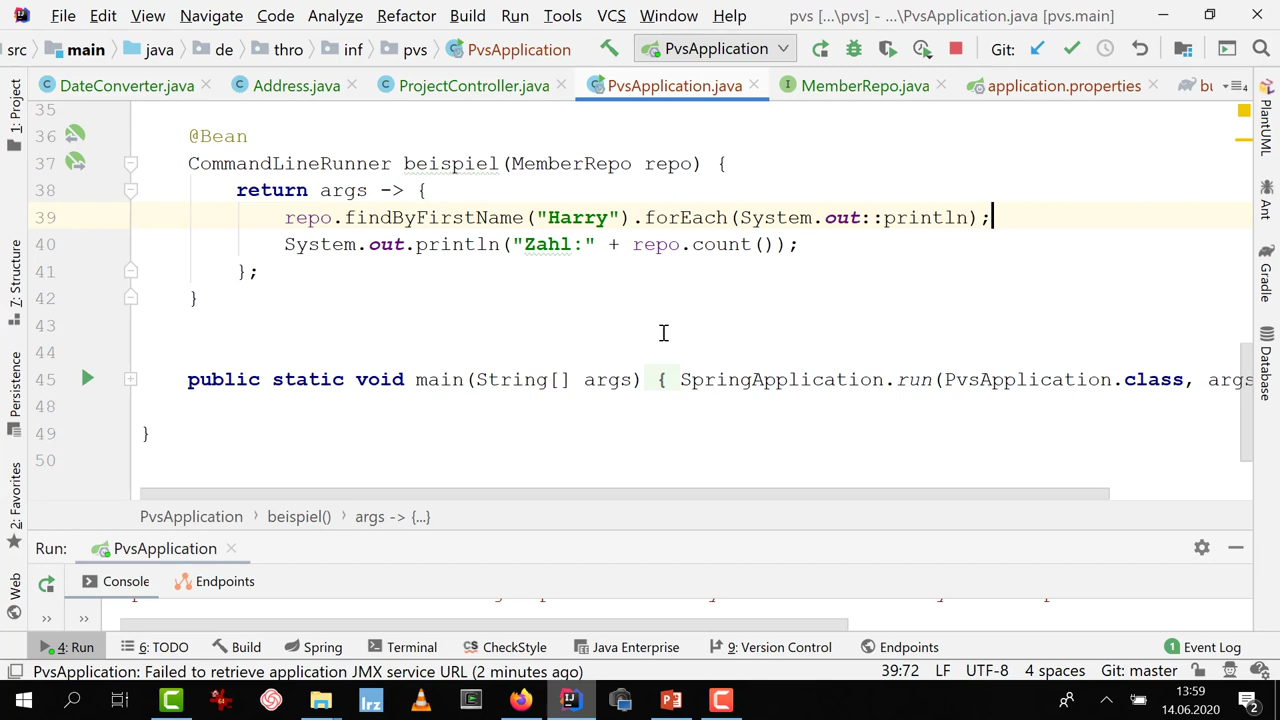 File Edit View Navigate Code Analyze Refactor Build Run Tools VCS Window Help pvs [...\pvs] - ...\PvsApplication.java [pvs.main]
src main java de thro inf pvs PvsApplication PvsApplication Git:
DateConverter.java Address.java ProjectController.java PvsApplication.java MemberRepo.java application.properties bu
35
36 @Bean
37 CommandLineRunner beispiel(MemberRepo repo) {
38 return args -> {
39 repo.findByFirstName("Harry").forEach(System.out::println);
40 System.out.println("Zahl:" + repo.count());
41 };
42 }
43
44
45 public static void main(String[] args) { SpringApplication.run(PvsApplication.class, args
48
49 }
50
PvsApplication beispiel() args -> {...}
1: Project
7: Structure
Persistence
2: Favorites
Web
PlantUML
Ant
Gradle
Database
Run: PvsApplication
Console Endpoints
4: Run 6: TODO Build Spring Terminal CheckStyle Java Enterprise 9: Version Control Endpoints 1 Event Log
PvsApplication: Failed to retrieve application JMX service URL (2 minutes ago) 39:72 LF UTF-8 4 spaces Git: master
lrz 13:59
14.06.2020 2